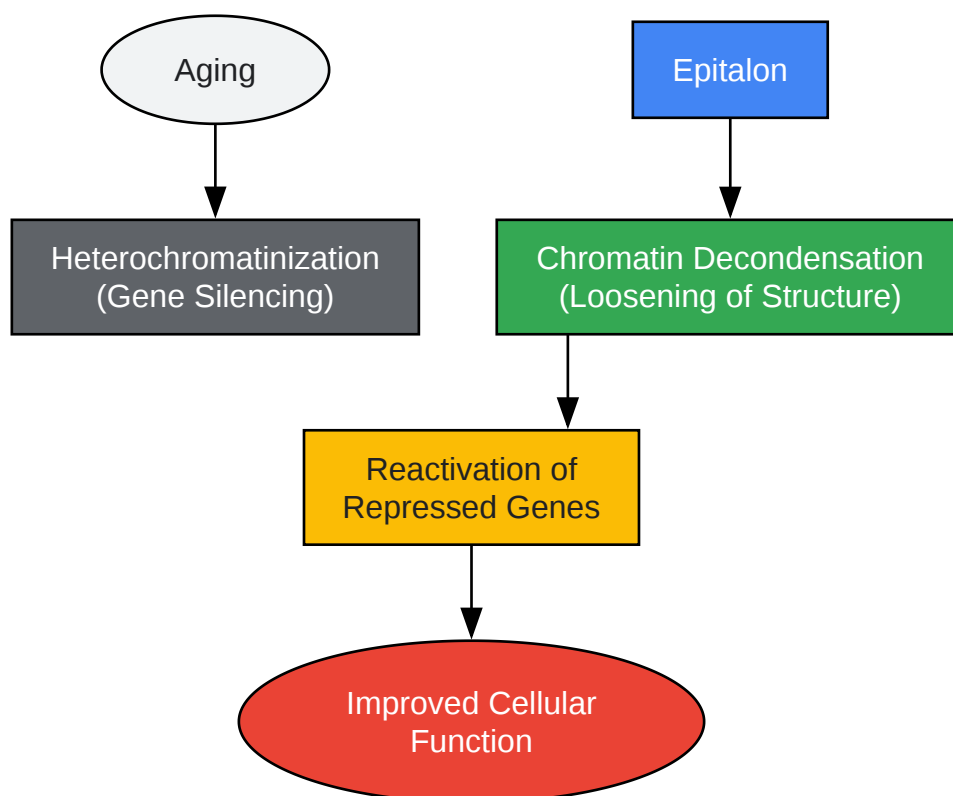 Aging
Epitalon
Heterochromatinization
(Gene Silencing)
Chromatin Decondensation
(Loosening of Structure)
Reactivation of
Repressed Genes
Improved Cellular
Function